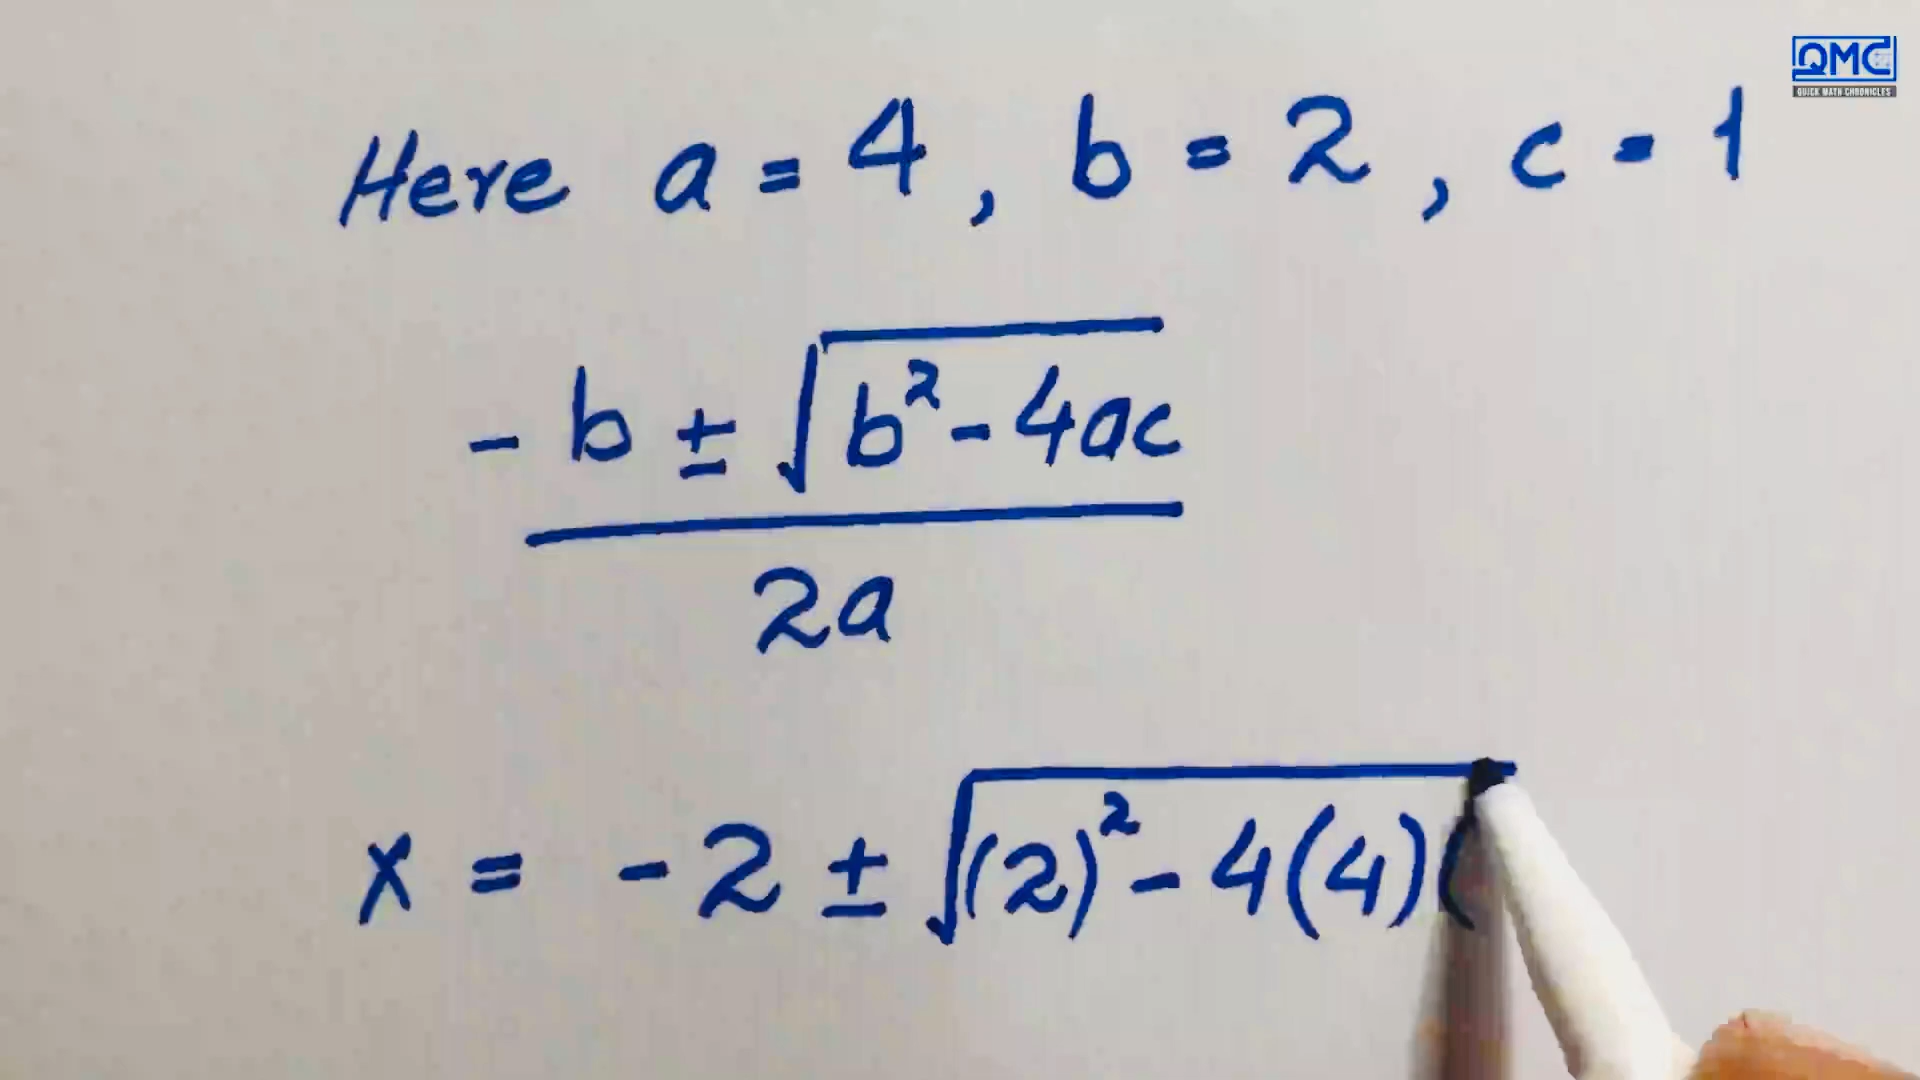 QMC
QUICK MATH CHRONICLES
Here a = 4, b = 2, c = 1
-b ± √b² - 4ac
2a
x = -2 ± √(2)² - 4(4)(